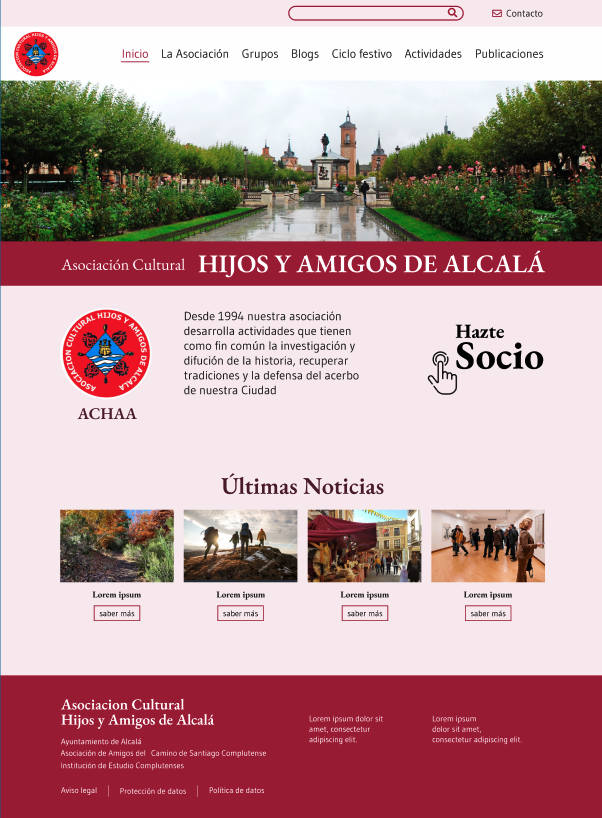 Contacto
ASOCIACION CULTURAL HIJOS Y AMIGOS DE ALCALA
Inicio La Asociación Grupos Blogs Ciclo festivo Actividades Publicaciones
Asociación Cultural HIJOS Y AMIGOS DE ALCALÁ
ASOCIACION CULTURAL HIJOS Y AMIGOS DE ALCALA
ACHAA
Desde 1994 nuestra asociación
desarrolla actividades que tienen
como fin común la investigación y
difución de la historia, recuperar
tradiciones y la defensa del acerbo
de nuestra Ciudad
Hazte
Socio
Últimas Noticias
Lorem ipsum Lorem ipsum Lorem ipsum Lorem ipsum
saber más saber más saber más saber más
Asociacion Cultural
Hijos y Amigos de Alcalá
Ayuntamiento de Alcalá
Asociación de Amigos del Camino de Santiago Complutense
Institución de Estudio Complutenses
Aviso legal Protección de datos Política de datos
Lorem ipsum dolor sit
amet, consectetur
adipiscing elit.
Lorem ipsum
dolor sit amet,
consectetur adipiscing elit.